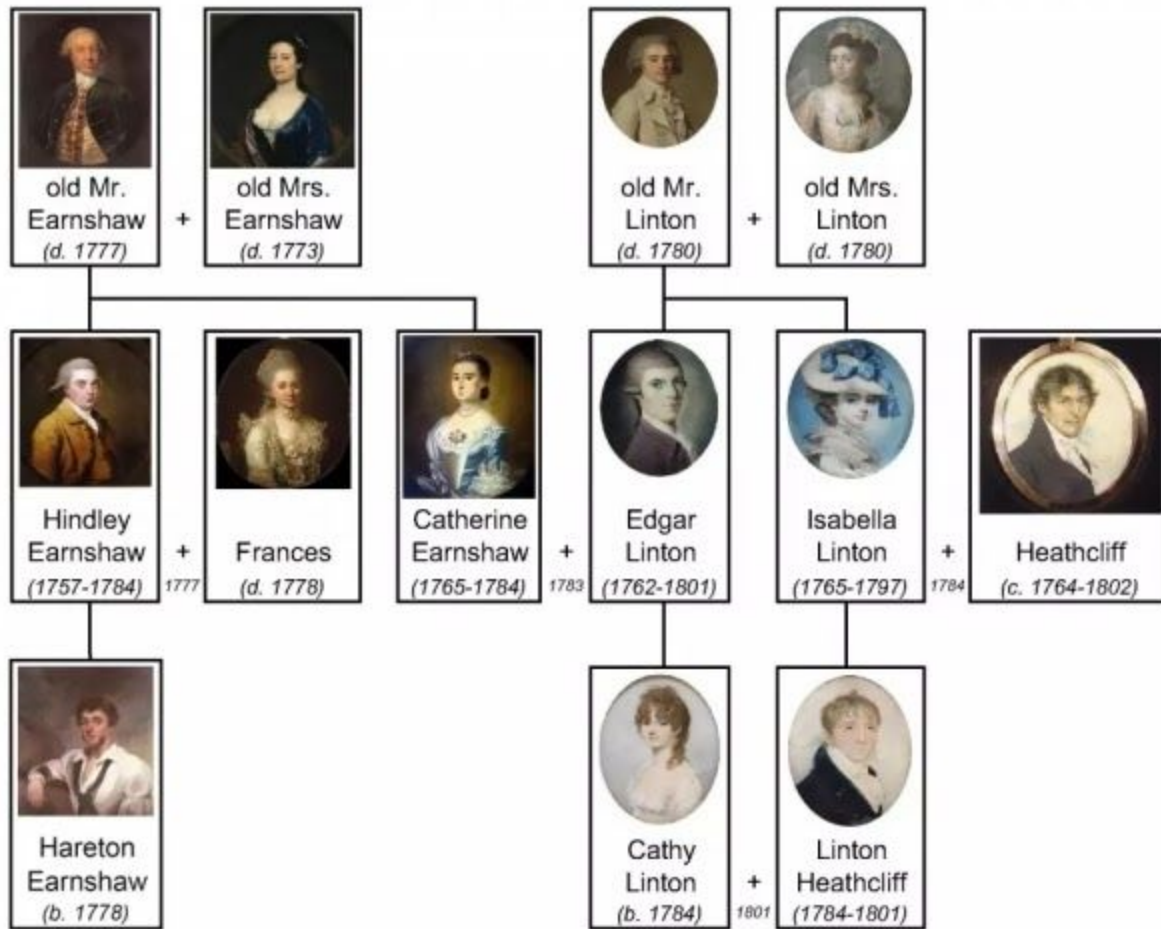 old Mr.
Earnshaw
(d. 1777)
+
old Mrs.
Earnshaw
(d. 1773)
old Mr.
Linton
(d. 1780)
+
old Mrs.
Linton
(d. 1780)
Hindley
Earnshaw
(1757-1784)
+
1777
Frances
(d. 1778)
Catherine
Earnshaw
(1765-1784)
+
1783
Edgar
Linton
(1762-1801)
Isabella
Linton
(1765-1797)
+
1784
Heathcliff
(c. 1764-1802)
Hareton
Earnshaw
(b. 1778)
Cathy
Linton
(b. 1784)
+
1801
Linton
Heathcliff
(1784-1801)